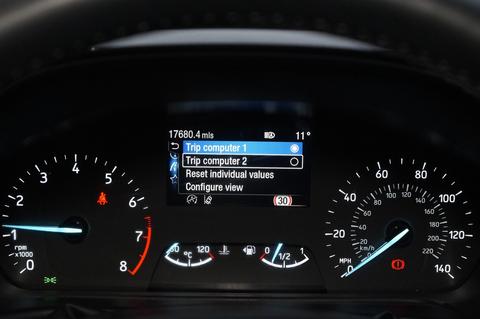 17680.4 mls 11°
Trip computer 1
Trip computer 2
Reset individual values
Configure view
30
0 1 2 3 4 5 6 7 8
rpm
x1000
60 120
°C
0 1/2 1
0 20 40 60 80 100 120 140
MPH
0 20 40 60 80 100 120 140 160 180 200 220
km/h